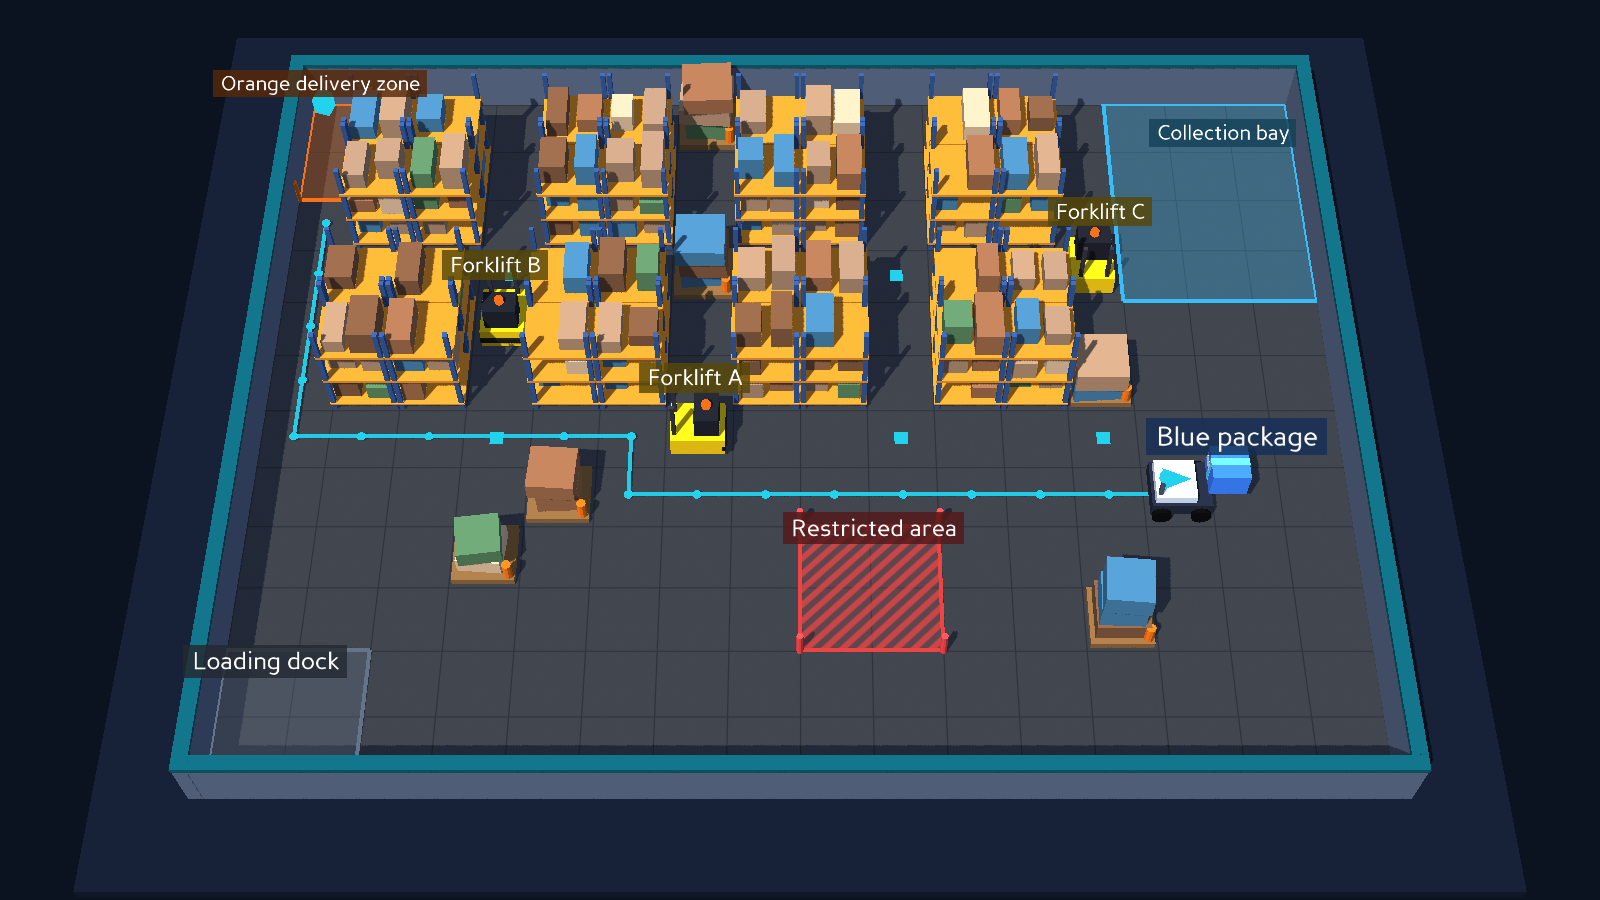 Orange delivery zone
Collection bay
Forklift C
Forklift B
Forklift A
Blue package
Restricted area
Loading dock